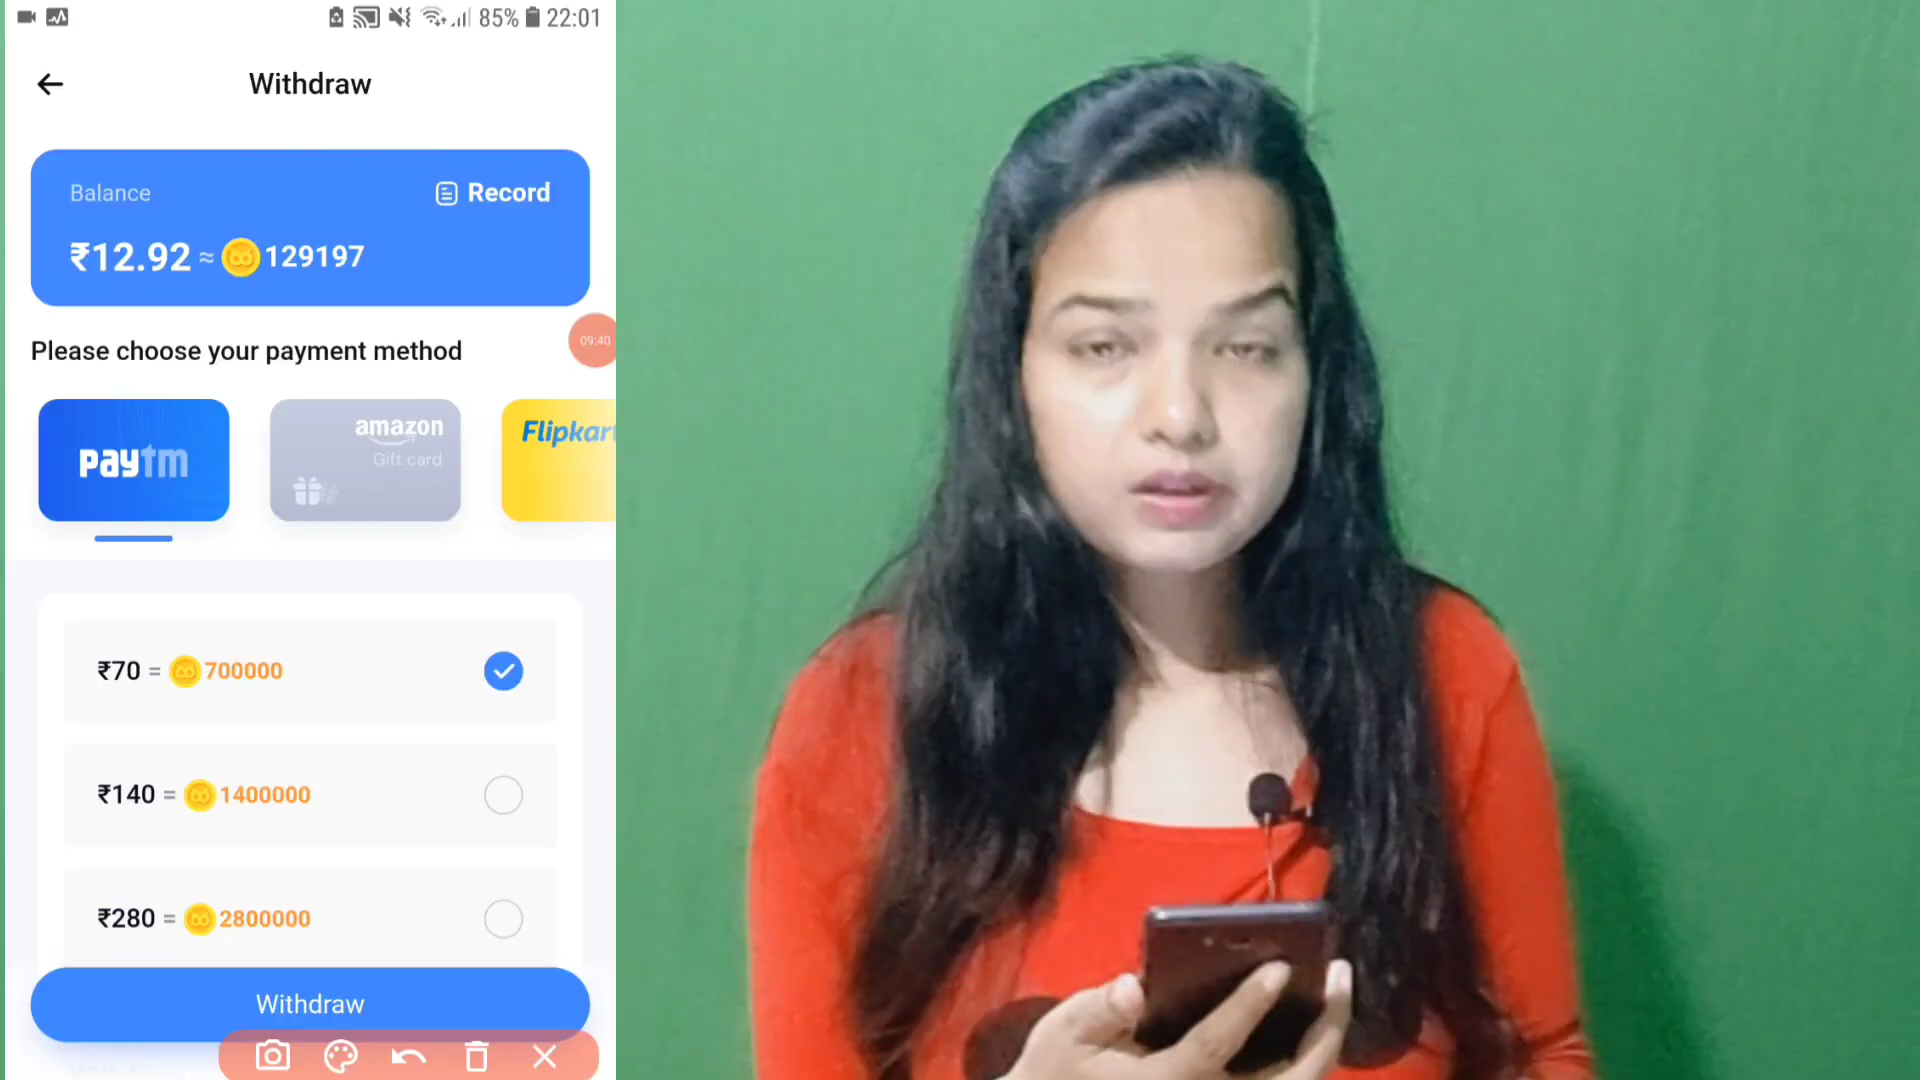 85% 22:01
Withdraw
Balance
Record
₹12.92 ≈ 129197
Please choose your payment method
09:40
paytm
amazon
Gift card
Flipkar
₹70 = 700000
₹140 = 1400000
₹280 = 2800000
Withdraw